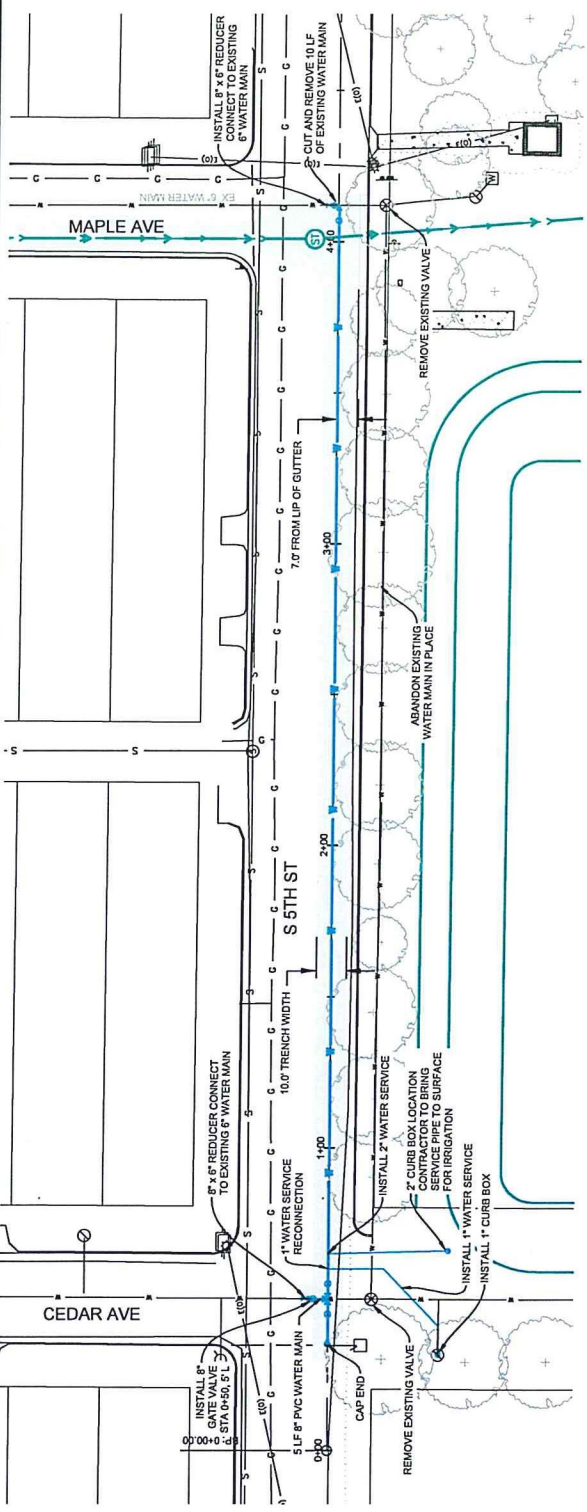 INSTALL 8"
GATE VALVE
STA 0+50, 5' L
BP: 0+00.00
0+00
CEDAR AVE
5 LF 8" PVC WATER MAIN
CAP END
REMOVE EXISTING VALVE
8" x 6" REDUCER CONNECT
TO EXISTING 6" WATER MAIN
1" WATER SERVICE
RECONNECTION
1+00
INSTALL 2" WATER SERVICE
2" CURB BOX LOCATION
CONTRACTOR TO BRING
SERVICE PIPE TO SURFACE
FOR IRRIGATION
INSTALL 1" WATER SERVICE
INSTALL 1" CURB BOX
10.0' TRENCH WIDTH
S 5TH ST
2+00
ABANDON EXISTING
WATER MAIN IN PLACE
3+00
7.0' FROM LIP OF GUTTER
4+00
MAPLE AVE
EX 6" WATER MAIN
ST
REMOVE EXISTING VALVE
INSTALL 8" x 6" REDUCER
CONNECT TO EXISTING
6" WATER MAIN
CUT AND REMOVE 10 LF
OF EXISTING WATER MAIN